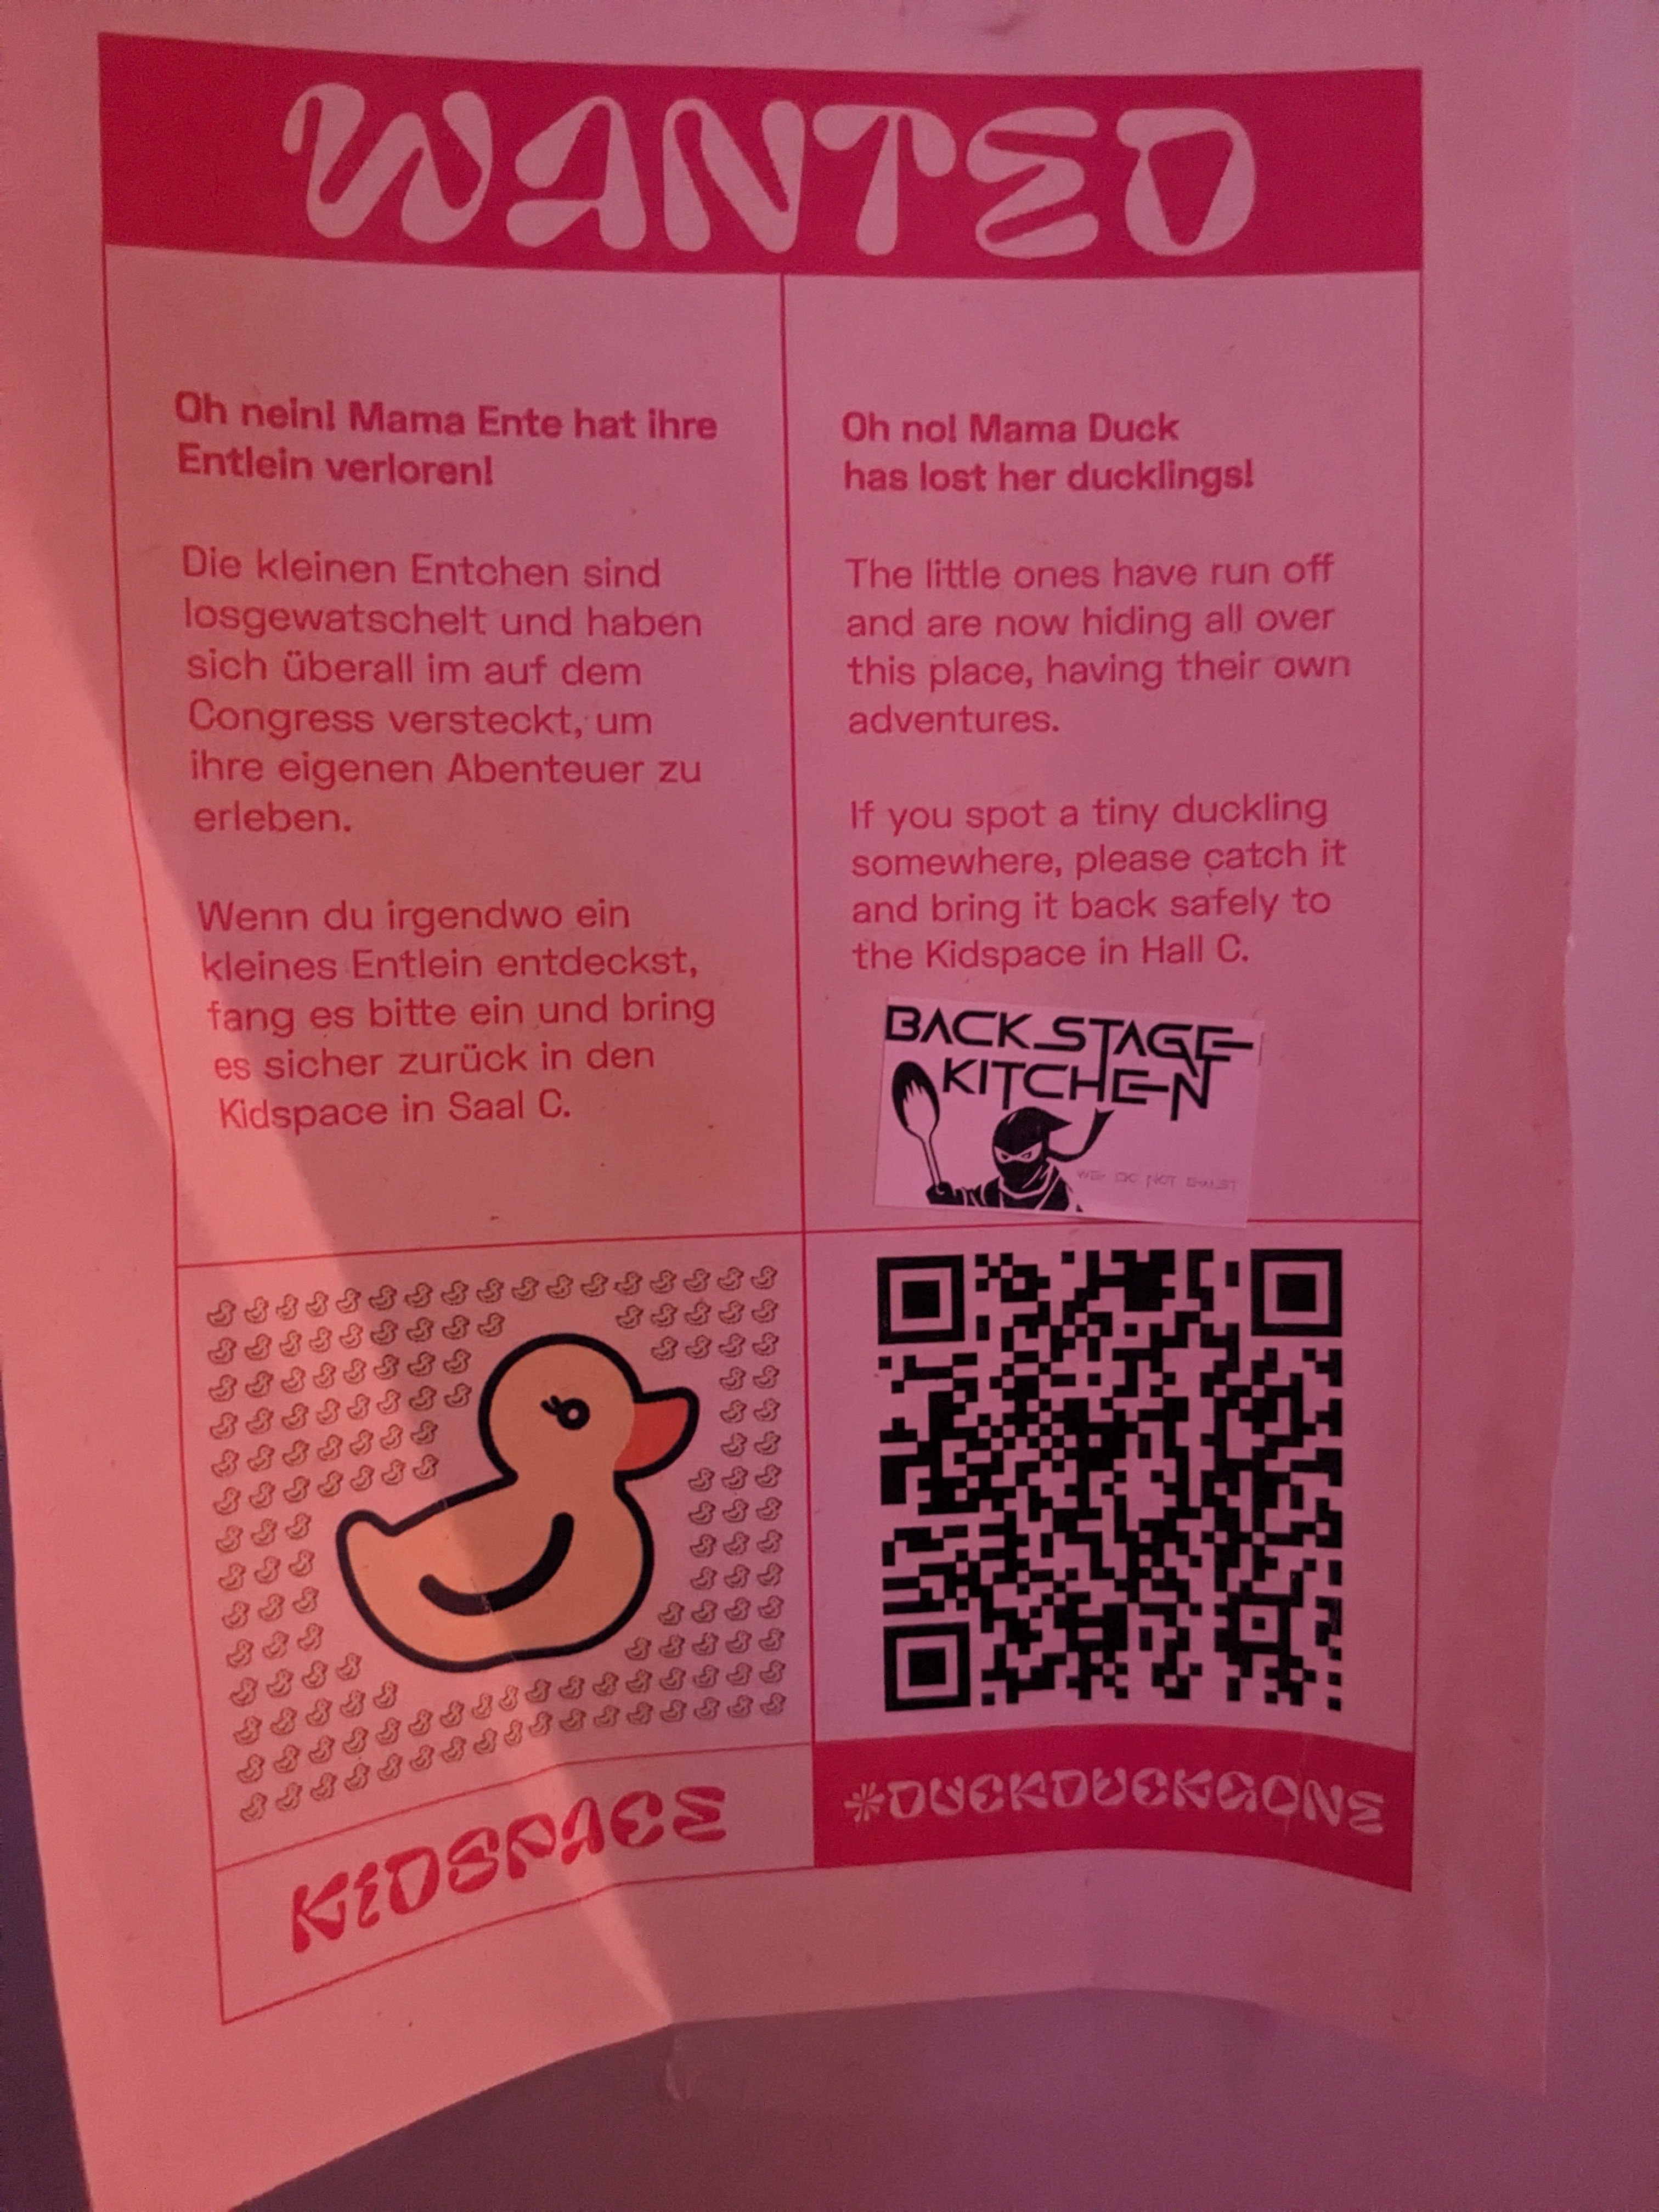 WANTED
Oh nein! Mama Ente hat ihre
Entlein verloren!
Die kleinen Entchen sind
losgewatschelt und haben
sich überall im auf dem
Congress versteckt, um
ihre eigenen Abenteuer zu
erleben.
Wenn du irgendwo ein
kleines Entlein entdeckst,
fang es bitte ein und bring
es sicher zurück in den
Kidspace in Saal C.
Oh no! Mama Duck
has lost her ducklings!
The little ones have run off
and are now hiding all over
this place, having their own
adventures.
If you spot a tiny duckling
somewhere, please catch it
and bring it back safely to
the Kidspace in Hall C.
BACKSTAGE
KITCHEN
WE DO NOT EXIST
KIDSPACE
#DUCKDUCKGONE